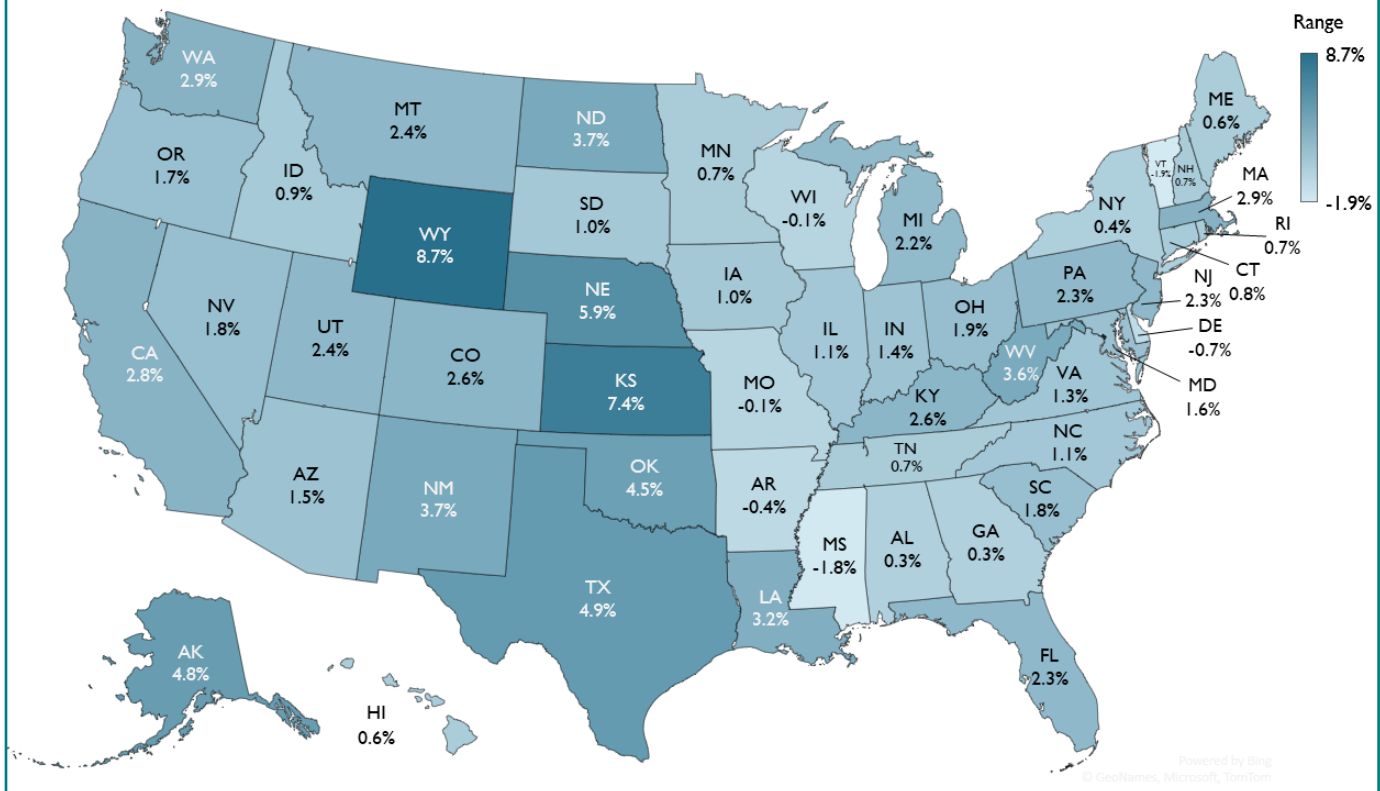 Range
8.7%
-1.9%
WA
2.9%
MT
2.4%
ND
3.7%
MN
0.7%
ME
0.6%
OR
1.7%
ID
0.9%
SD
1.0%
WI
-0.1%
MI
2.2%
VT
-1.9%
NH
0.7%
NY
0.4%
MA
2.9%
RI
0.7%
CT
0.8%
WY
8.7%
NE
5.9%
IA
1.0%
PA
2.3%
NJ
2.3%
DE
-0.7%
MD
1.6%
NV
1.8%
UT
2.4%
CO
2.6%
IL
1.1%
IN
1.4%
OH
1.9%
WV
3.6%
VA
1.3%
CA
2.8%
KS
7.4%
MO
-0.1%
KY
2.6%
TN
0.7%
NC
1.1%
SC
1.8%
AZ
1.5%
NM
3.7%
OK
4.5%
AR
-0.4%
MS
-1.8%
AL
0.3%
GA
0.3%
TX
4.9%
LA
3.2%
FL
2.3%
AK
4.8%
HI
0.6%
Powered by Bing
© GeoNames, Microsoft, TomTom